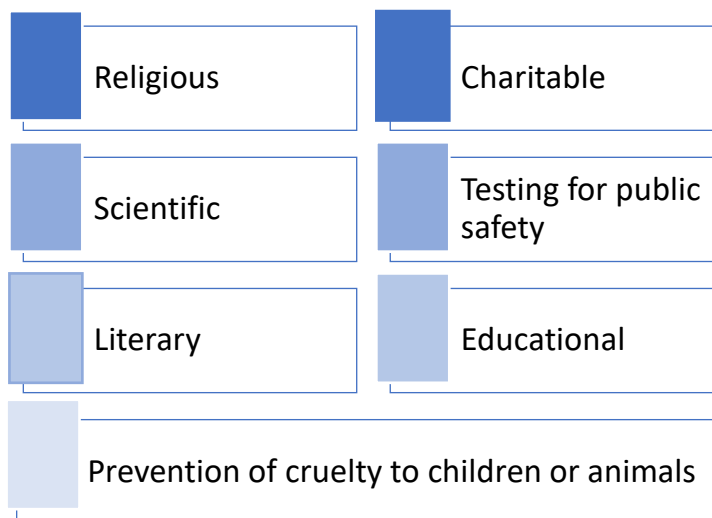 Religious
Charitable
Scientific
Testing for public
safety
Literary
Educational
Prevention of cruelty to children or animals